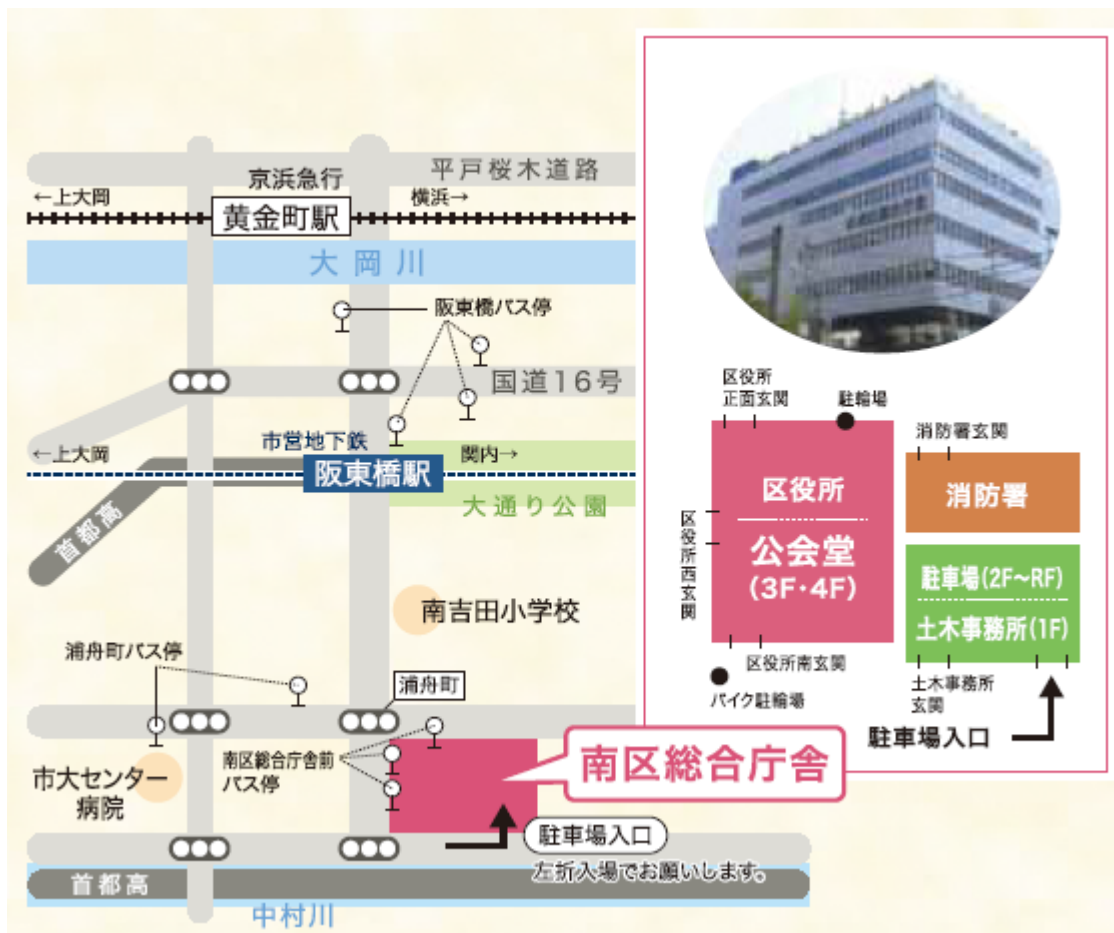 平戸桜木道路
京浜急行
←上大岡
横浜→
黄金町駅
大岡川
阪東橋バス停
国道16号
市営地下鉄
←上大岡
関内→
阪東橋駅
大通り公園
首都高
南吉田小学校
浦舟町バス停
浦舟町
南区総合庁舎前
バス停
市大センター
病院
南区総合庁舎
駐車場入口
左折入場でお願いします。
首都高
中村川
区役所
正面玄関
駐輪場
消防署玄関
区役所
公会堂
(3F・4F)
消防署
区役所西玄関
駐車場(2F～RF)
土木事務所(1F)
区役所南玄関
バイク駐輪場
土木事務所
玄関
駐車場入口